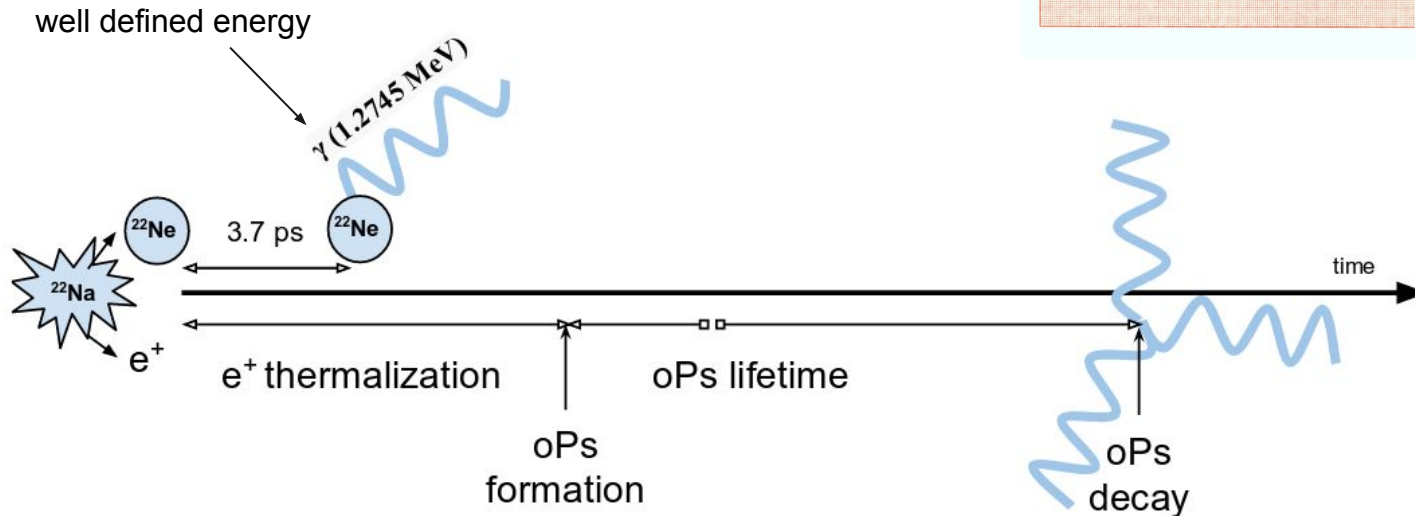 well defined energy
γ (1.2745 MeV)
²²Ne
3.7 ps
²²Ne
time
²²Na
e⁺
e⁺ thermalization
oPs lifetime
oPs
formation
oPs
decay